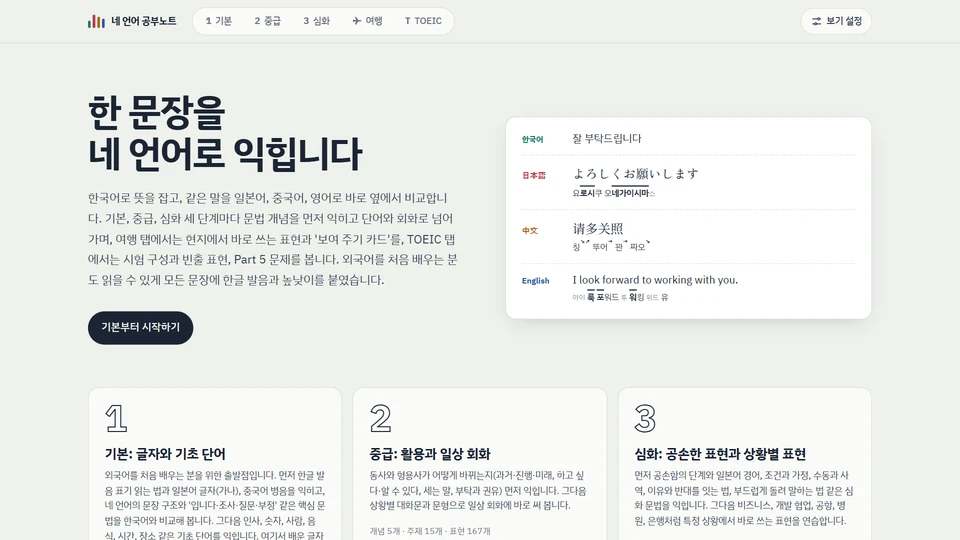 네 언어 공부노트
1 기본
2 중급
3 심화
✈ 여행
T TOEIC
보기 설정
한 문장을
네 언어로 익힙니다
한국어로 뜻을 잡고, 같은 말을 일본어, 중국어, 영어로 바로 옆에서 비교합니
다. 기본, 중급, 심화 세 단계마다 문법 개념을 먼저 익히고 단어와 회화로 넘어
가며, 여행 탭에서는 현지에서 바로 쓰는 표현과 '보여 주기 카드'를, TOEIC 탭
에서는 시험 구성과 빈출 표현, Part 5 문제를 봅니다. 외국어를 처음 배우는 분
도 읽을 수 있게 모든 문장에 한글 발음과 높낮이를 붙였습니다.
기본부터 시작하기
한국어
잘 부탁드립니다
日本語
よろしくお願いします
요로시쿠 오네가이시마스
中文
请多关照
칭 뚜어 꽌 짜오
English
I look forward to working with you.
아이 룩 포워드 투 워킹 위드 유
1
기본: 글자와 기초 단어
외국어를 처음 배우는 분을 위한 출발점입니다. 먼저 한글 발
음 표기 읽는 법과 일본어 글자(가나), 중국어 병음을 익히고,
네 언어의 문장 구조와 '입니다·조사·질문·부정' 같은 핵심 문
법을 한국어와 비교해 봅니다. 그다음 인사, 숫자, 사람, 음
식, 시간, 장소 같은 기초 단어를 익힙니다. 여기서 배운 글자
2
중급: 활용과 일상 회화
동사와 형용사가 어떻게 바뀌는지(과거·진행·미래, 하고 싶
다·할 수 있다, 세는 말, 부탁과 권유) 먼저 익힙니다. 그다음
상황별 대화문과 문형으로 일상 회화에 바로 써 봅니다.
개념 5개 · 주제 15개 · 표현 167개
3
심화: 공손한 표현과 상황별 표현
먼저 공손함의 단계와 일본어 경어, 조건과 가정, 수동과 사
역, 이유와 반대를 잇는 법, 부드럽게 돌려 말하는 법 같은 심
화 문법을 익힙니다. 그다음 비즈니스, 개발 협업, 공항, 병
원, 은행처럼 특정 상황에서 바로 쓰는 표현을 연습합니다.